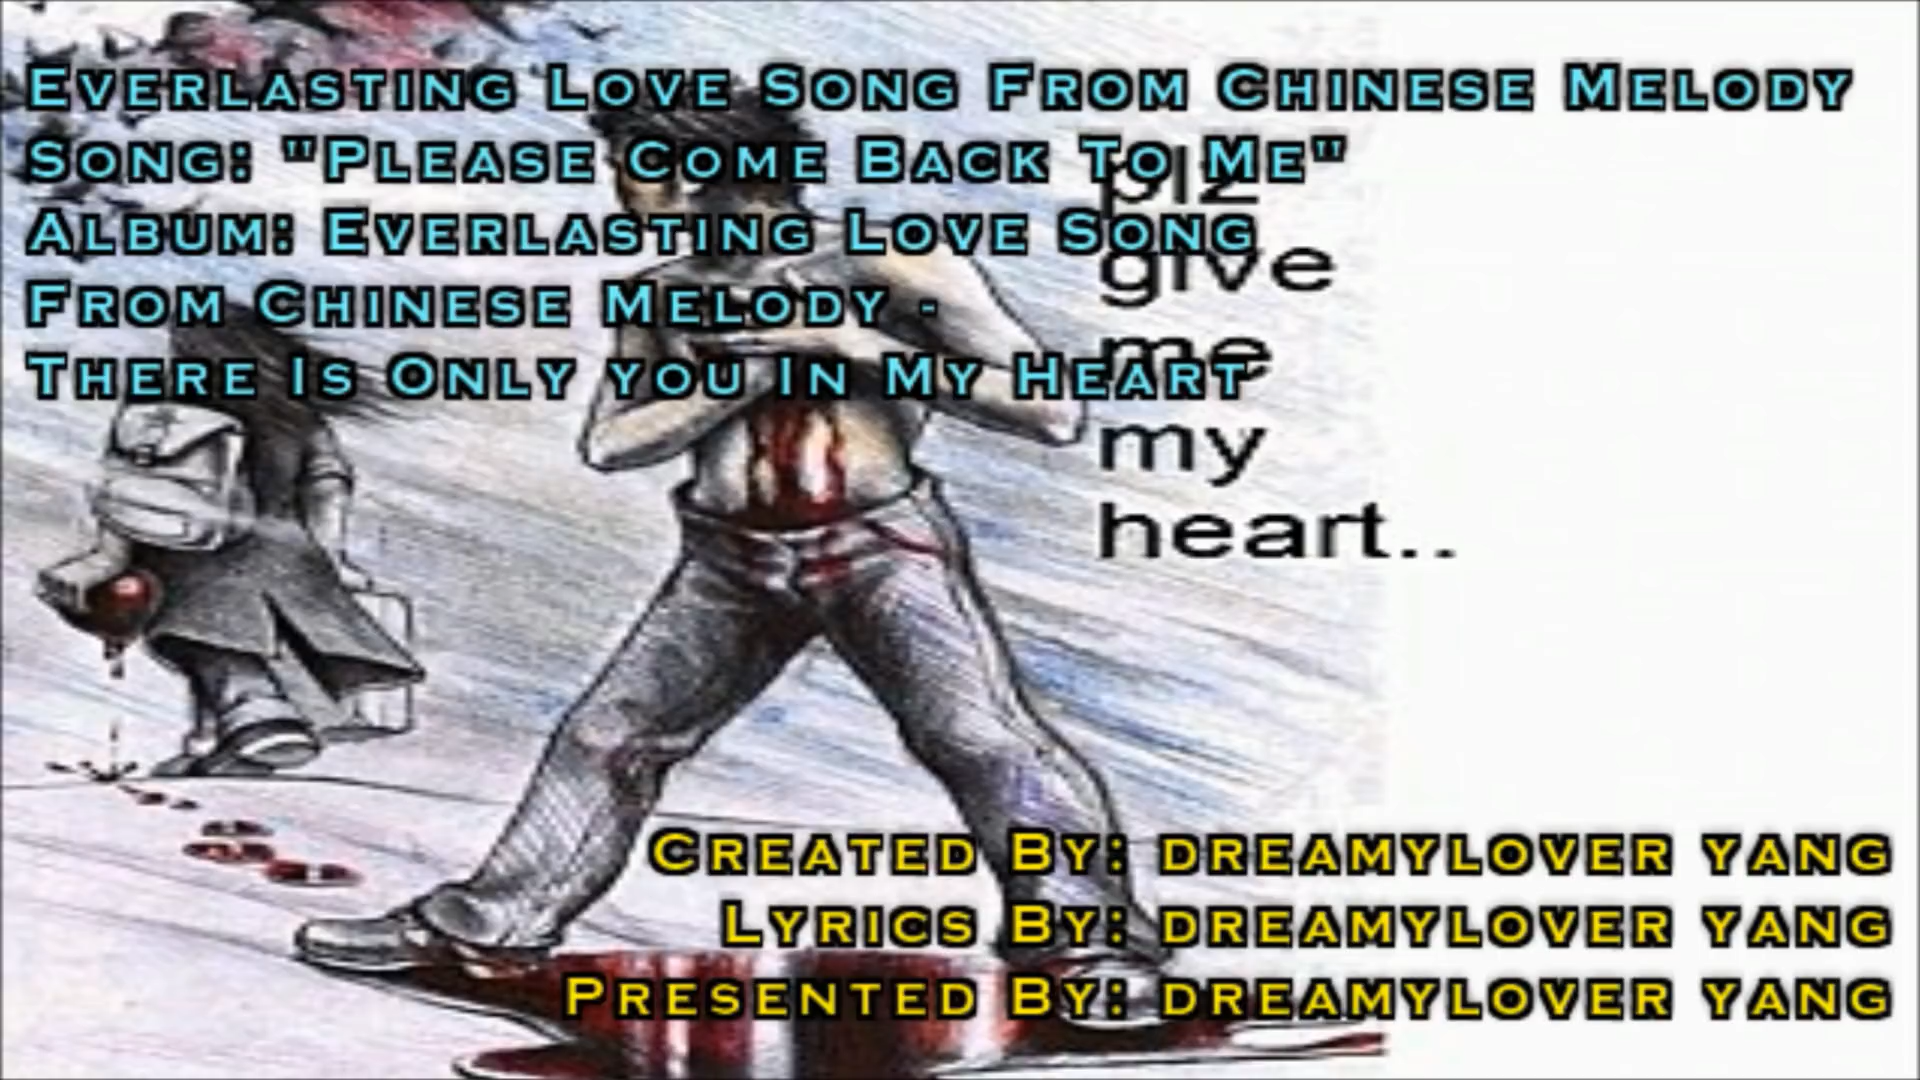 Everlasting Love Song From Chinese Melody
Song: "Please Come Back To Me"
Album: Everlasting Love Song
From Chinese Melody -
There Is Only you In My Heart
plz
give
me
my
heart..
Created By: dreamylover yang
Lyrics By: dreamylover yang
Presented By: dreamylover yang